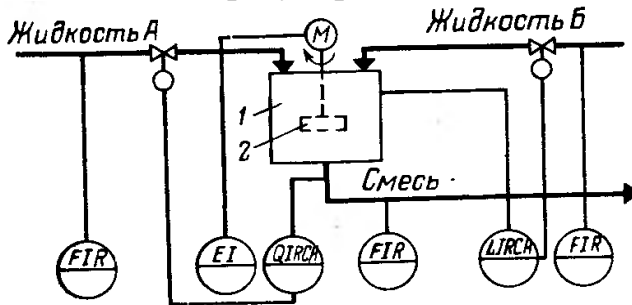 Жидкость А
М
Жидкость Б
1
2
Смесь
FIR
EI
QIRCA
FIR
LIRCA
FIR